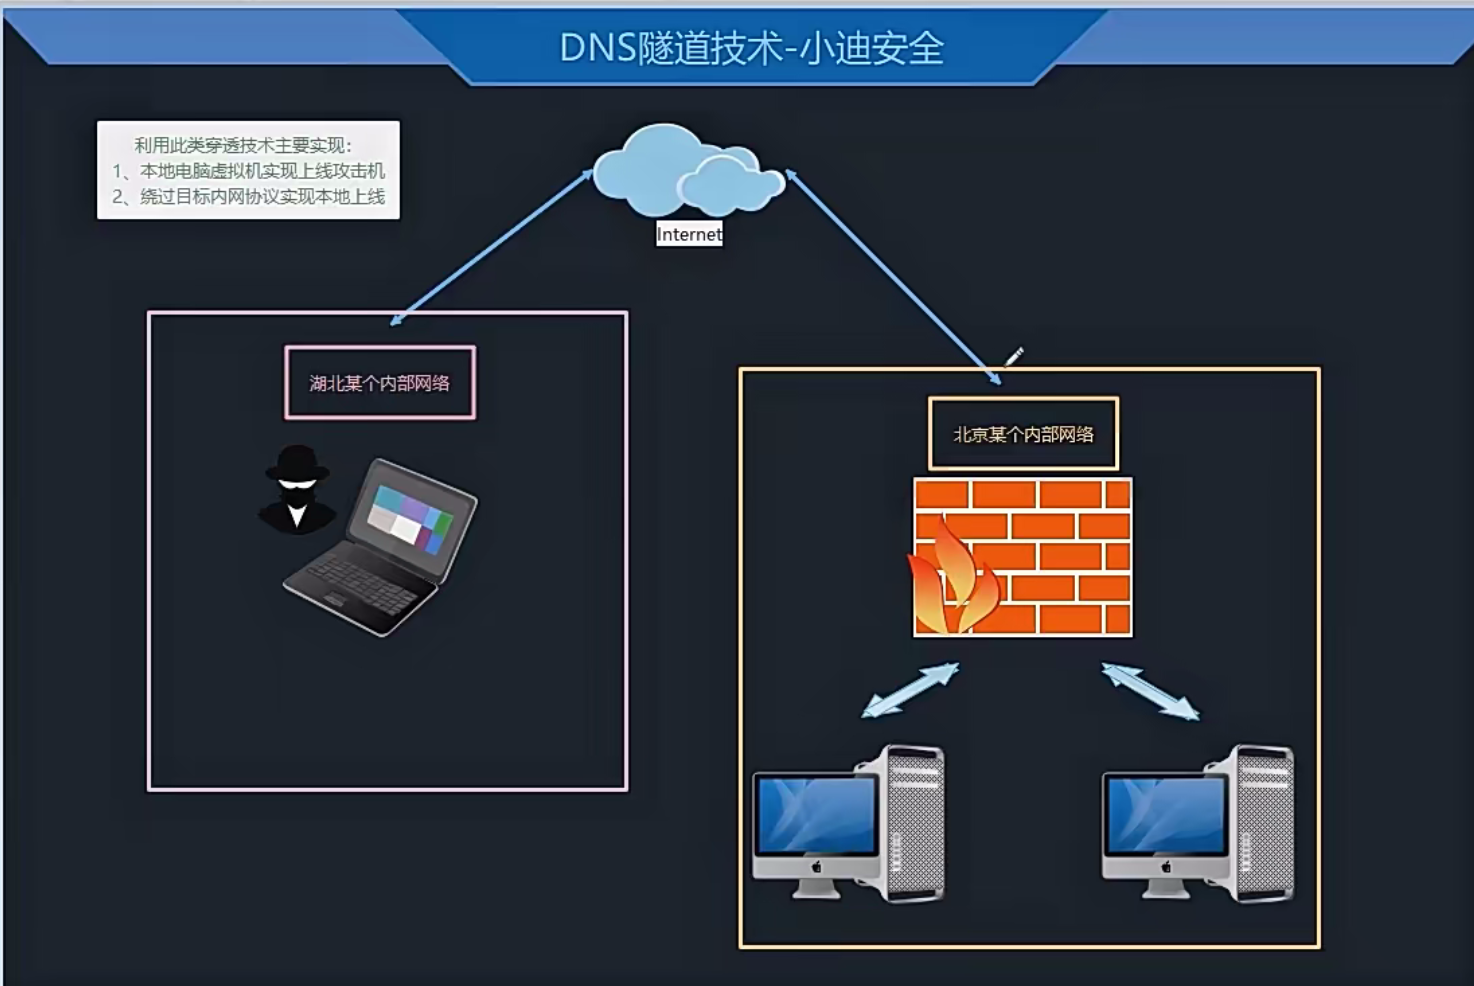 DNS隧道技术-小迪安全
利用此类穿透技术主要实现：
1、本地电脑虚拟机实现上线攻击机
2、绕过目标内网协议实现本地上线
Internet
湖北某个内部网络
北京某个内部网络